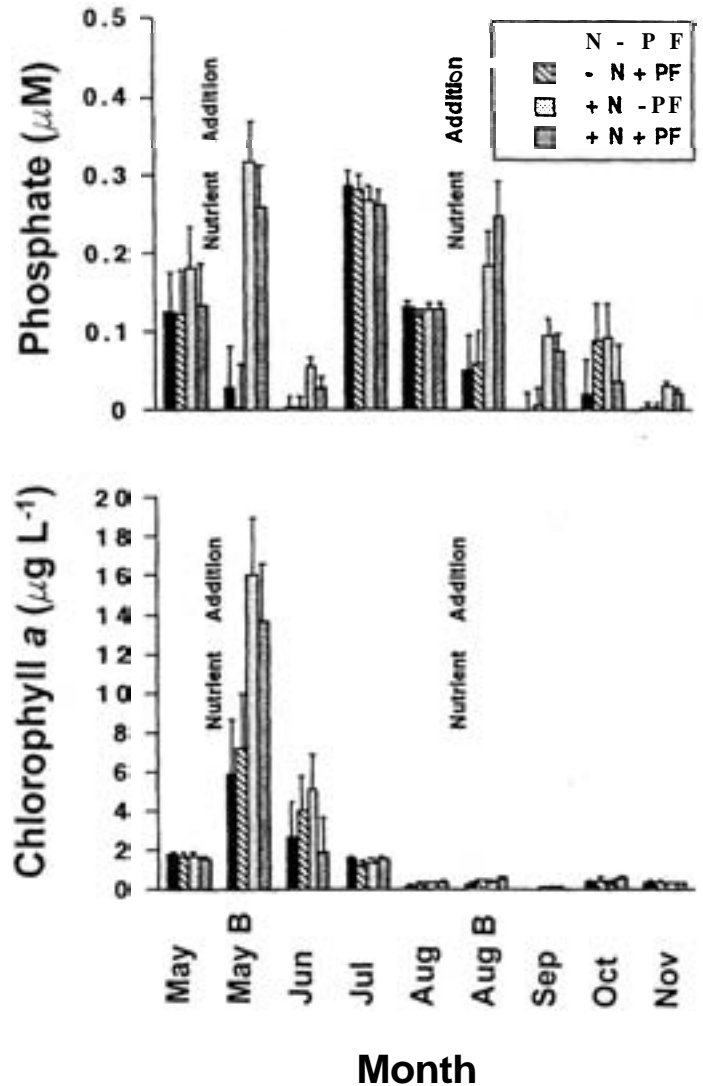 Phosphate (μM)
0.5
0.4
0.3
0.2
0.1
0
Nutrient Addition
Nutrient Addition
N - P F
- N + PF
+ N - P F
+ N + PF
Chlorophyll a (μg L-1)
20
18
16
14
12
10
8
6
4
2
0
Nutrient Addition
Nutrient Addition
May
May B
Jun
Jul
Aug
Aug B
Sep
Oct
Nov
Month